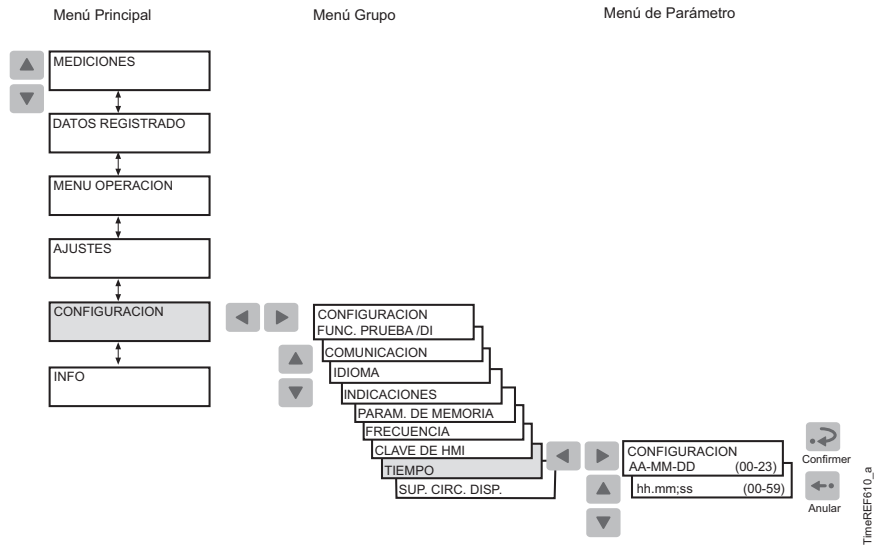 Menú Principal
Menú Grupo
Menú de Parámetro
MEDICIONES
DATOS REGISTRADO
MENU OPERACION
AJUSTES
CONFIGURACION
INFO
CONFIGURACION
FUNC. PRUEBA /DI
COMUNICACION
IDIOMA
INDICACIONES
PARAM. DE MEMORIA
FRECUENCIA
CLAVE DE HMI
TIEMPO
SUP. CIRC. DISP.
CONFIGURACION
AA-MM-DD (00-23)
hh.mm;ss (00-59)
Confirmer
Anular
TimeREF610_a